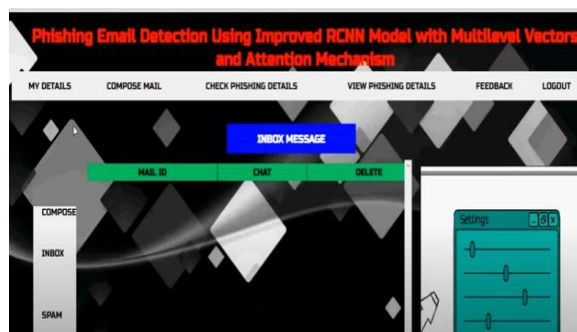 Phishing Email Detection Using Improved RCNN Model with Multilevel Vectors
and Attention Mechanism
MY DETAILS COMPOSE MAIL CHECK PHISHING DETAILS VIEW PHISHING DETAILS FEEDBACK LOGOUT
INBOX MESSAGE
MAIL ID CHAT DELETE
COMPOSE
INBOX
SPAM
Settings